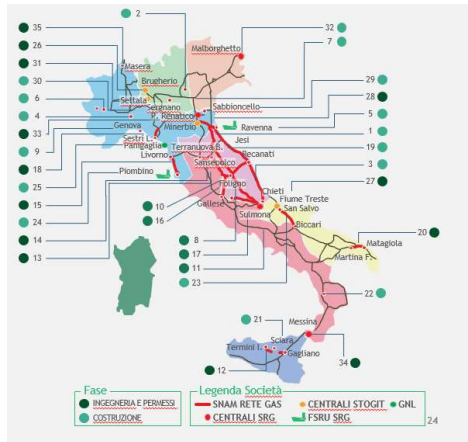 35
2
32
26
Masera
Malborghetto
7
31
Brugherio
30
29
6
Settala
28
4
Sergnano
Sabbioncello
P. Renatico
5
33
Genova
Minerbio
Ravenna
1
9
Sestri L.
Jesi
19
18
Panigaglia
Terranuova B.
Recanati
3
25
Livorno
Sansepolcro
27
15
Piombino
Foligno
Chieti
24
10
Fiume Treste
14
16
Gallese
San Salvo
20
13
Sulmona
Biccari
8
Matagiola
17
Martina F.
11
23
22
21
Messina
Sciara
Termini I.
Gagliano
12
34
Fase
Legenda Società
INGEGNERIA E PERMESSI
SNAM RETE GAS
CENTRALI STOGIT
GNL
COSTRUZIONE
CENTRALI SRG
FSRU SRG
24